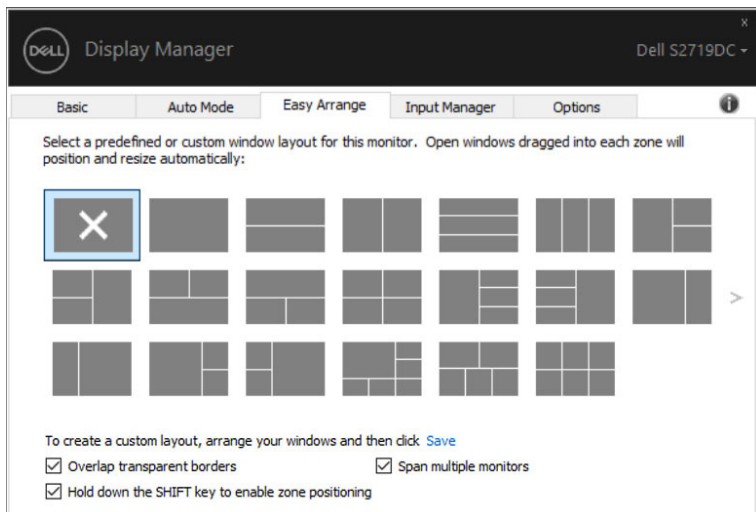 x
DELL Display Manager Dell S2719DC
Basic Auto Mode Easy Arrange Input Manager Options i
Select a predefined or custom window layout for this monitor. Open windows dragged into each zone will
position and resize automatically:
>
To create a custom layout, arrange your windows and then click Save
Overlap transparent borders Span multiple monitors
Hold down the SHIFT key to enable zone positioning